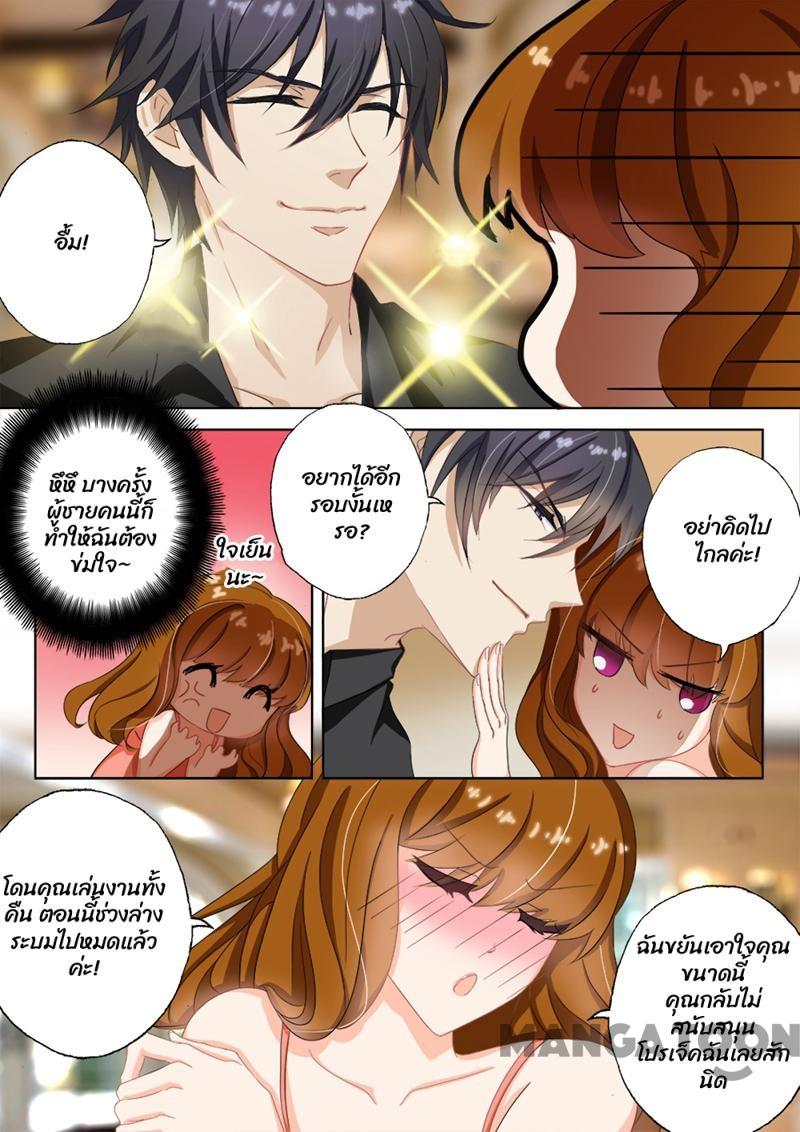 อื้ม!
หึหึ บางครั้ง
ผู้ชายคนนี้ก็
ทำให้ฉันต้อง
ข่มใจ~
ใจเย็น
นะ~
อยากได้อีก
รอบงั้นเห
รอ?
อย่าคิดไป
ไกลค่ะ!
โดนคุณเล่นงานทั้ง
คืน ตอนนี้ช่วงล่าง
ระบมไปหมดแล้ว
ค่ะ!
ฉันขยันเอาใจคุณ
ขนาดนี้
คุณกลับไม่
สนับสนุน
โปรเจ็คฉันเลยสัก
นิด
MANGATOON